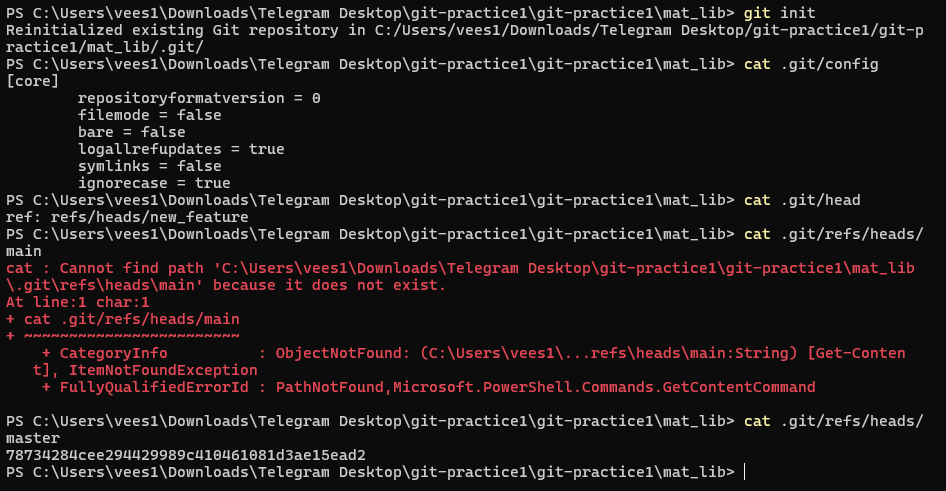 PS C:\Users\vees1\Downloads\Telegram Desktop\git-practice1\git-practice1\mat_lib> git init
Reinitialized existing Git repository in C:/Users/vees1/Downloads/Telegram Desktop/git-practice1/git-p
ractice1/mat_lib/.git/
PS C:\Users\vees1\Downloads\Telegram Desktop\git-practice1\git-practice1\mat_lib> cat .git/config
[core]
        repositoryformatversion = 0
        filemode = false
        bare = false
        logallrefupdates = true
        symlinks = false
        ignorecase = true
PS C:\Users\vees1\Downloads\Telegram Desktop\git-practice1\git-practice1\mat_lib> cat .git/head
ref: refs/heads/new_feature
PS C:\Users\vees1\Downloads\Telegram Desktop\git-practice1\git-practice1\mat_lib> cat .git/refs/heads/
main
cat : Cannot find path 'C:\Users\vees1\Downloads\Telegram Desktop\git-practice1\git-practice1\mat_lib
\.git\refs\heads\main' because it does not exist.
At line:1 char:1
+ cat .git/refs/heads/main
+ ~~~~~~~~~~~~~~~~~~~~~~~~
    + CategoryInfo          : ObjectNotFound: (C:\Users\vees1\...refs\heads\main:String) [Get-Conten
   t], ItemNotFoundException
    + FullyQualifiedErrorId : PathNotFound,Microsoft.PowerShell.Commands.GetContentCommand

PS C:\Users\vees1\Downloads\Telegram Desktop\git-practice1\git-practice1\mat_lib> cat .git/refs/heads/
master
78734284cee294429989c410461081d3ae15ead2
PS C:\Users\vees1\Downloads\Telegram Desktop\git-practice1\git-practice1\mat_lib>